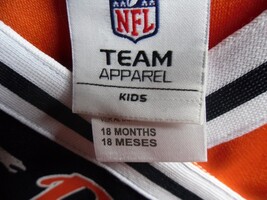 NFL
TEAM
APPAREL
KIDS
18 MONTHS
18 MESES